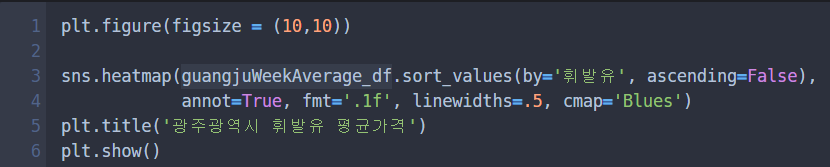 1 plt.figure(figsize = (10,10))
2
3 sns.heatmap(guangjuWeekAverage_df.sort_values(by='휘발유', ascending=False),
4 annot=True, fmt='.1f', linewidths=.5, cmap='Blues')
5 plt.title('광주광역시 휘발유 평균가격')
6 plt.show()